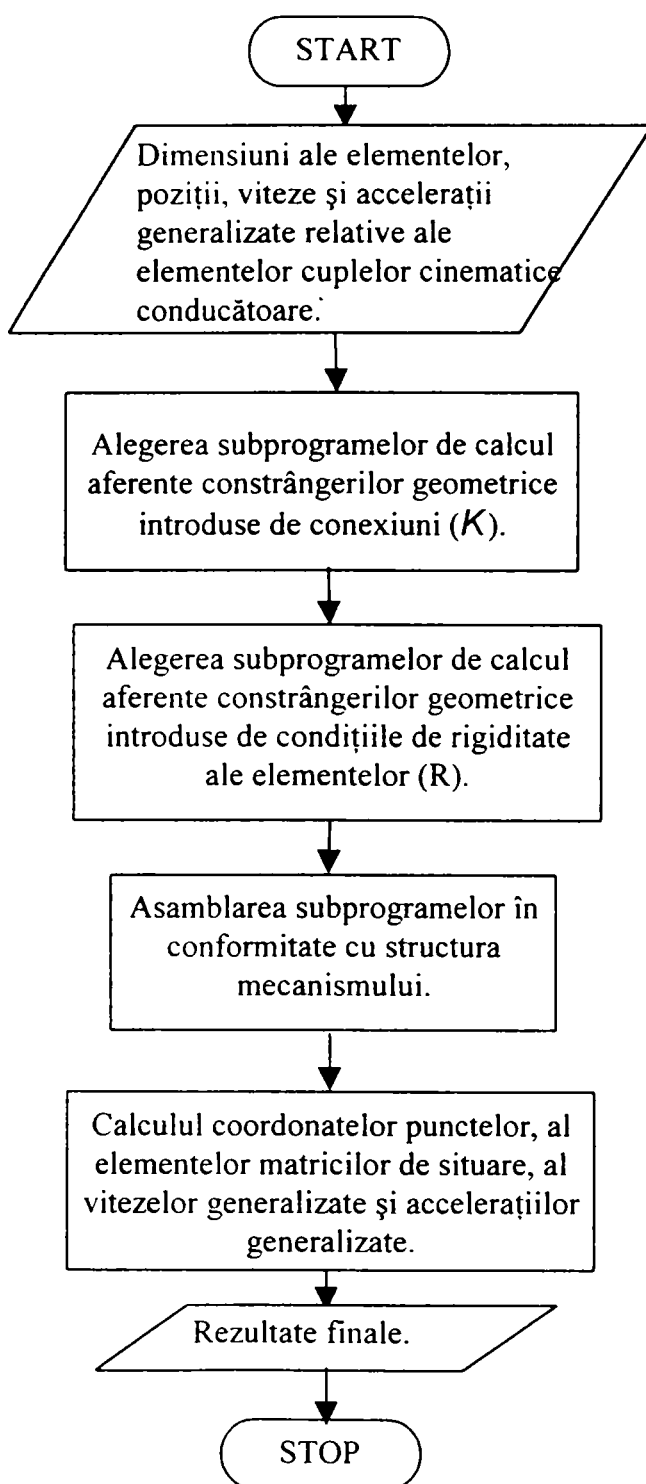 START
Dimensiuni ale elementelor,
poziții, viteze şi accelerații
generalizate relative ale
elementelor cuplelor cinematice
conducătoare.
Alegerea subprogramelor de calcul
aferente constrângerilor geometrice
introduse de conexiuni (K).
Alegerea subprogramelor de calcul
aferente constrângerilor geometrice
introduse de condițiile de rigiditate
ale elementelor (R).
Asamblarea subprogramelor în
conformitate cu structura
mecanismului.
Calculul coordonatelor punctelor, al
elementelor matricilor de situare, al
vitezelor generalizate şi accelerațiilor
generalizate.
Rezultate finale.
STOP